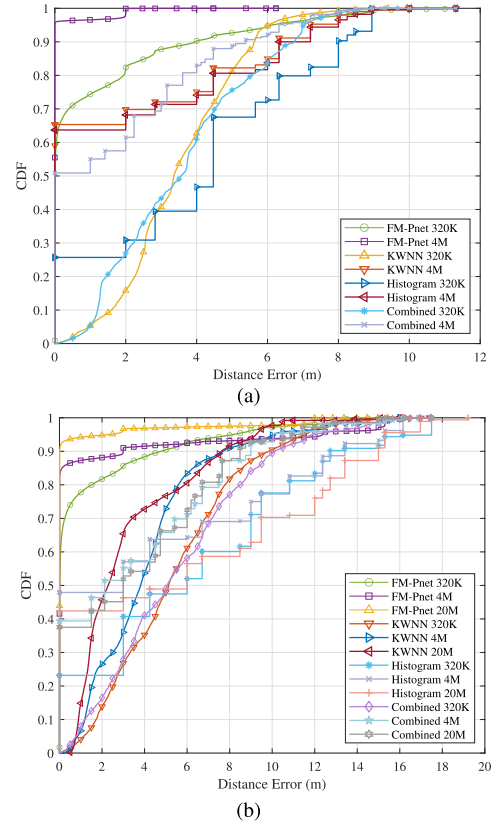 1
0.9
0.8
0.7
0.6
0.5
0.4
0.3
0.2
0.1
0
CDF
FM-Pnet 320K
FM-Pnet 4M
KWNN 320K
KWNN 4M
Histogram 320K
Histogram 4M
Combined 320K
Combined 4M
0 2 4 6 8 10 12
Distance Error (m)
(a)
1
0.9
0.8
0.7
0.6
0.5
0.4
0.3
0.2
0.1
0
CDF
FM-Pnet 320K
FM-Pnet 4M
FM-Pnet 20M
KWNN 320K
KWNN 4M
KWNN 20M
Histogram 320K
Histogram 4M
Histogram 20M
Combined 320K
Combined 4M
Combined 20M
0 2 4 6 8 10 12 14 16 18 20
Distance Error (m)
(b)